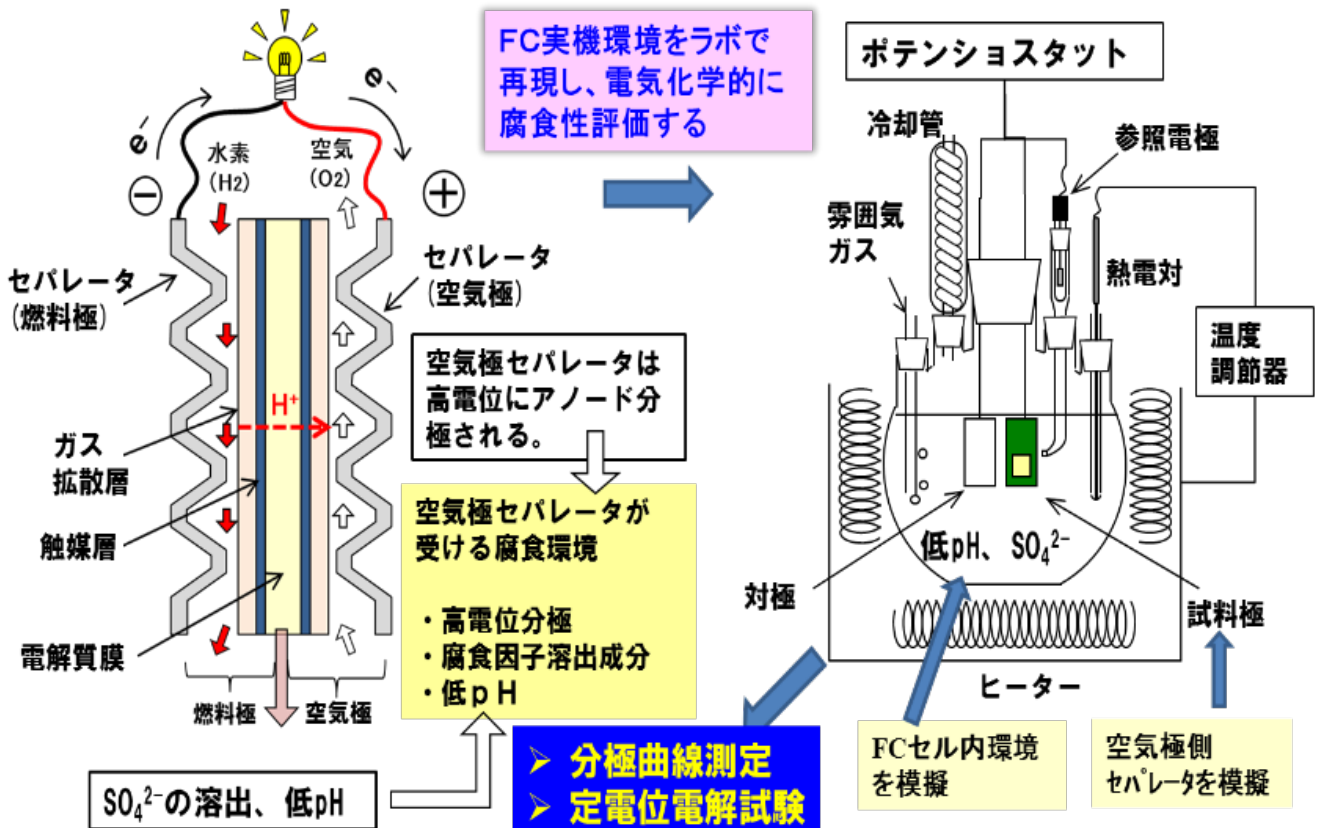 FC実機環境をラボで
再現し、電気化学的に
腐食性評価する
e-
e-
水素
(H2)
空気
(O2)
－
＋
セパレータ
(燃料極)
セパレータ
(空気極)
H+
ガス
拡散層
触媒層
電解質膜
燃料極
空気極
空気極セパレータは
高電位にアノード分
極される。
空気極セパレータが
受ける腐食環境
・高電位分極
・腐食因子溶出成分
・低pH
SO₄²⁻の溶出、低pH
➢ 分極曲線測定
➢ 定電位電解試験
ポテンショスタット
冷却管
参照電極
雰囲気
ガス
熱電対
温度
調節器
低pH、SO₄²⁻
対極
試料極
ヒーター
FCセル内環境
を模擬
空気極側
セパレータを模擬